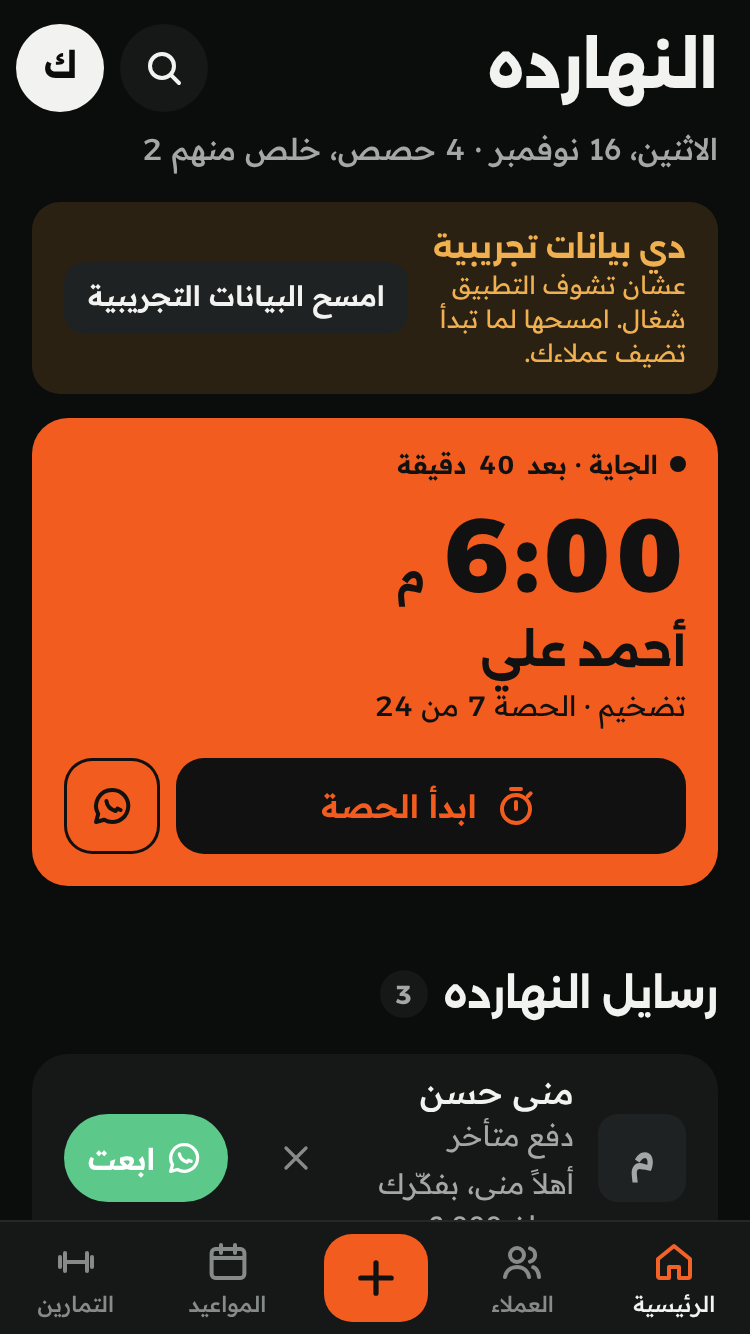 النهارده
ك
الاثنين، 16 نوفمبر · 4 حصص، خلص منهم 2
دي بيانات تجريبية
عشان تشوف التطبيق
شغال. امسحها لما تبدأ
تضيف عملاءك.
امسح البيانات التجريبية
الجاية · بعد 40 دقيقة
6:00 م
أحمد علي
تضخيم · الحصة 7 من 24
ابدأ الحصة
رسايل النهارده 3
م
منى حسن
دفع متأخر
أهلاً منى، بفكّرك
ابعت
الرئيسية
العملاء
المواعيد
التمارين